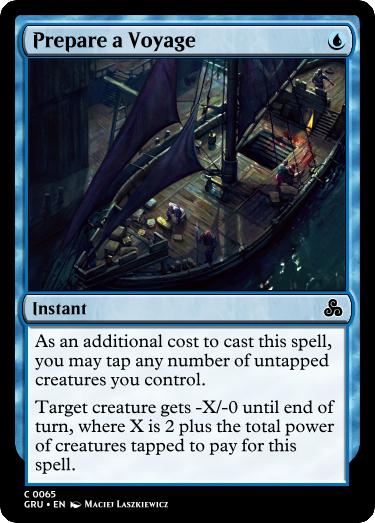 Prepare a Voyage
Instant
As an additional cost to cast this spell,
you may tap any number of untapped
creatures you control.
Target creature gets -X/-0 until end of
turn, where X is 2 plus the total power
of creatures tapped to pay for this
spell.
C 0065
GRU • EN Maciej Laszkiewicz